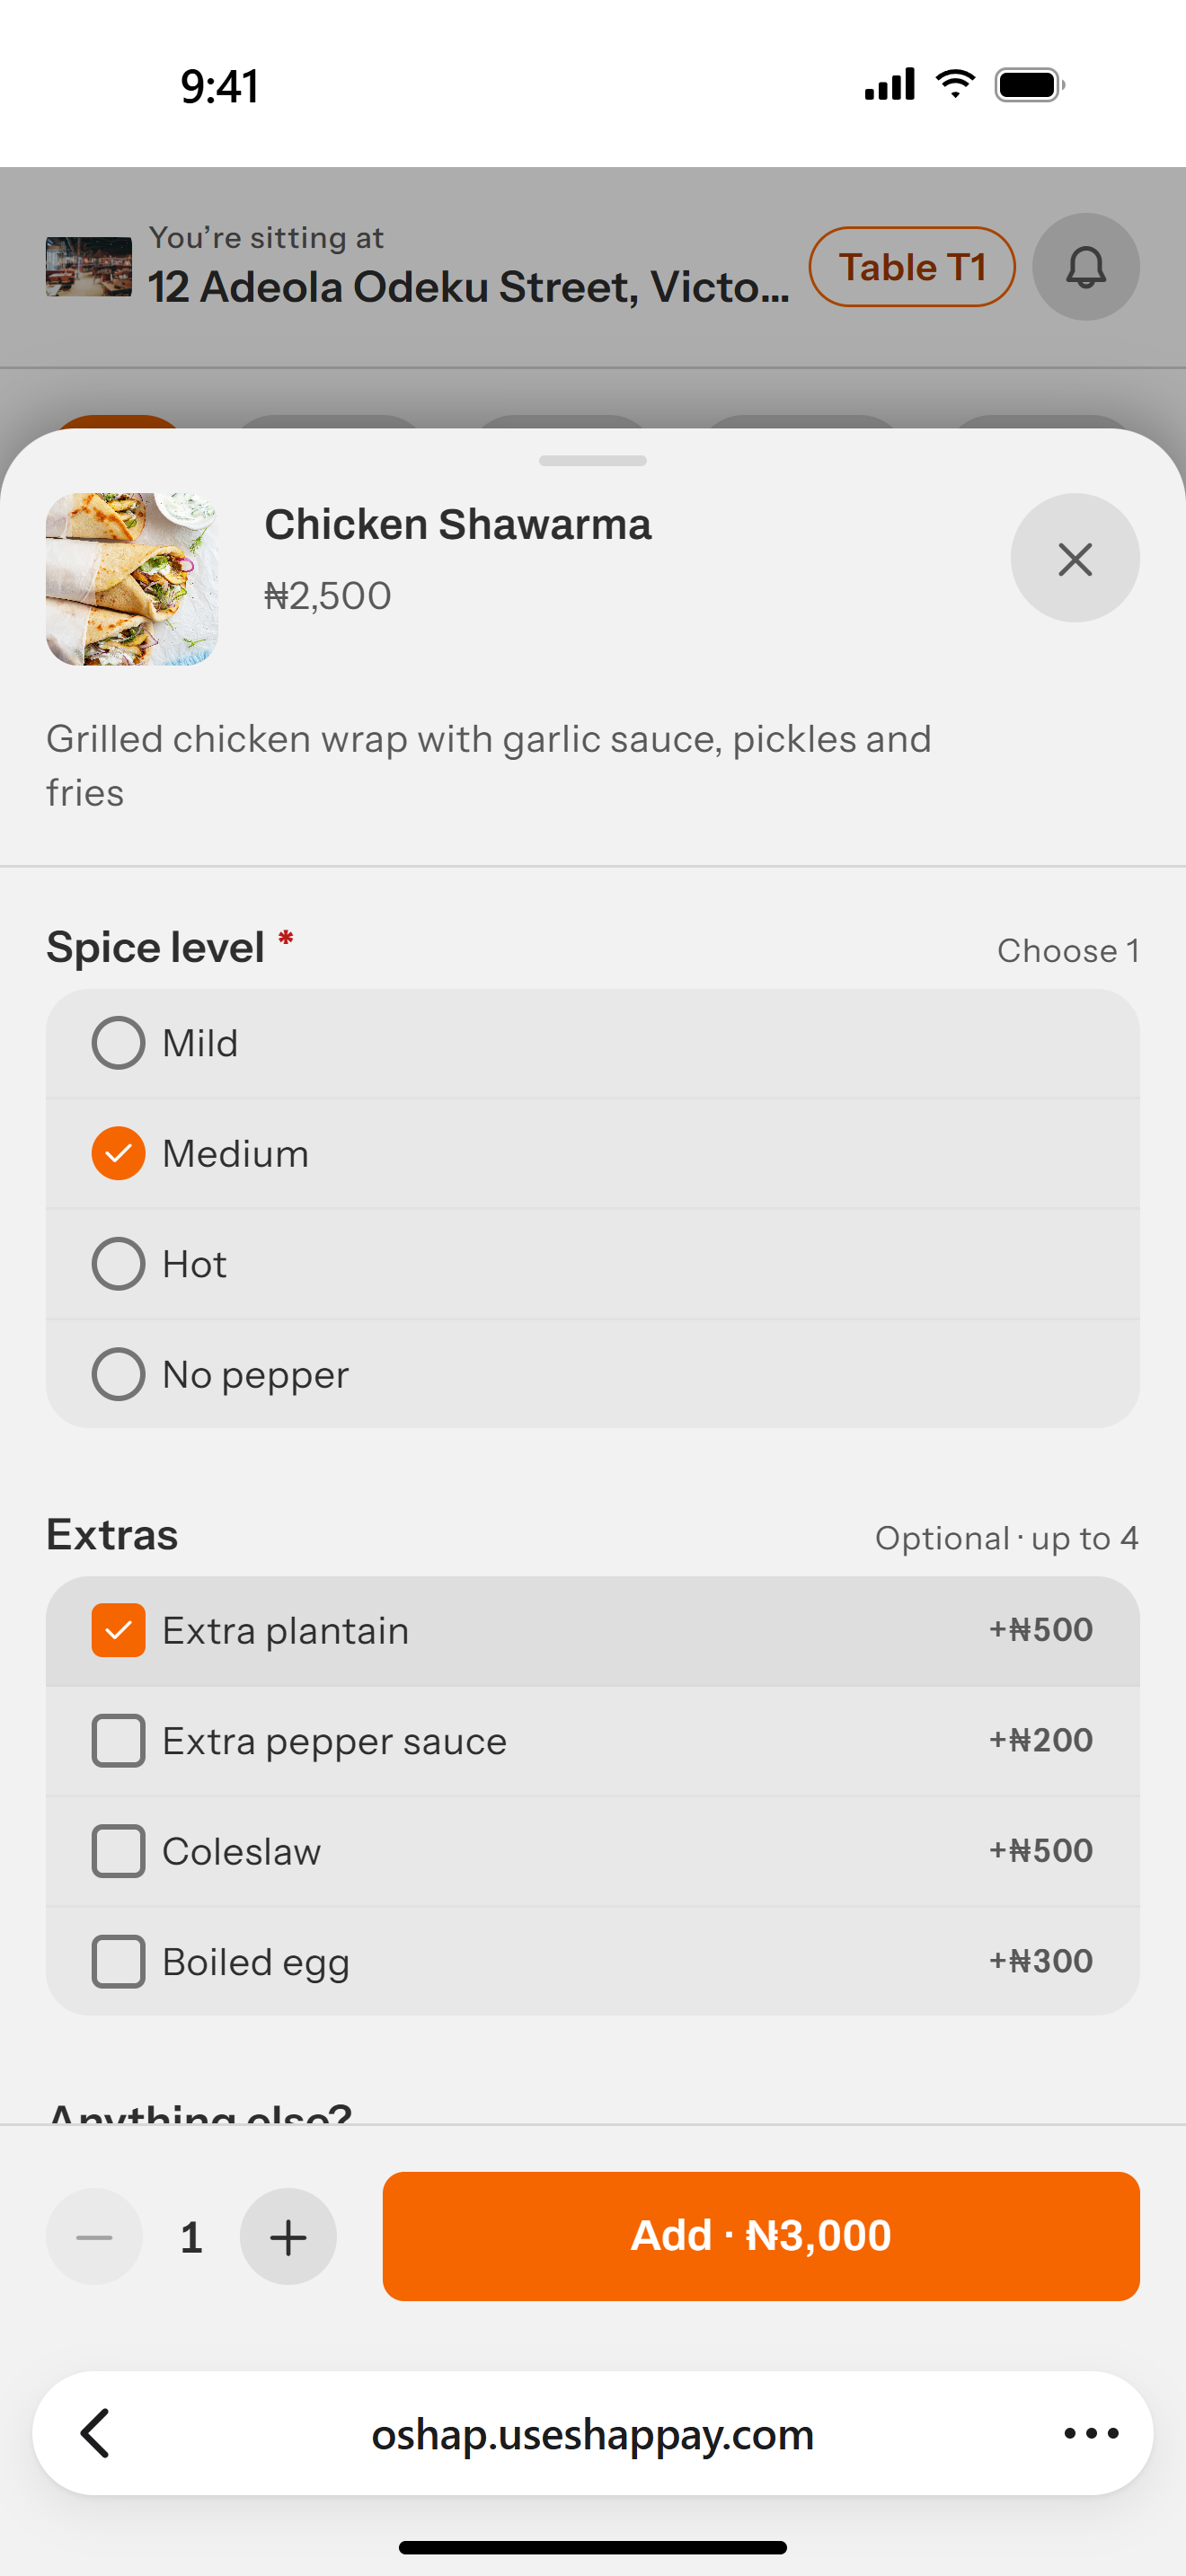 9:41
You’re sitting at
12 Adeola Odeku Street, Victo...
Table T1
Chicken Shawarma
₦2,500
Grilled chicken wrap with garlic sauce, pickles and
fries
Spice level *
Choose 1
Mild
Medium
Hot
No pepper
Extras
Optional · up to 4
Extra plantain
+₦500
Extra pepper sauce
+₦200
Coleslaw
+₦500
Boiled egg
+₦300
Anything else?
1
Add · ₦3,000
oshap.useshappay.com